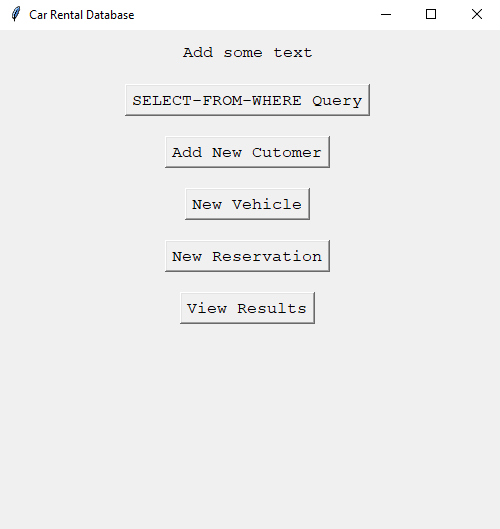 Car Rental Database
Add some text
SELECT-FROM-WHERE Query
Add New Cutomer
New Vehicle
New Reservation
View Results